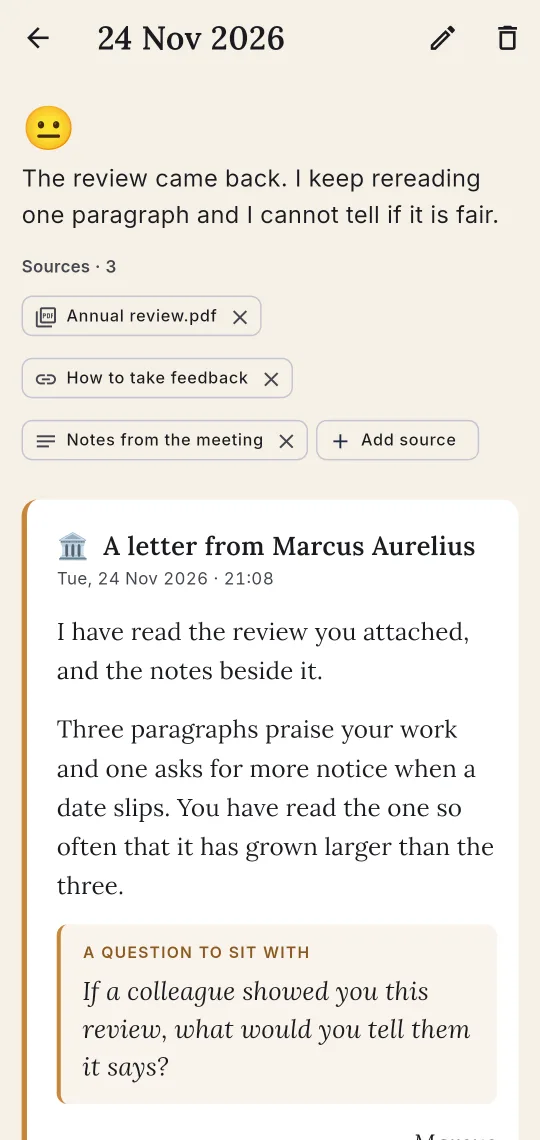 24 Nov 2026
The review came back. I keep rereading
one paragraph and I cannot tell if it is fair.
Sources · 3
PDF Annual review.pdf
How to take feedback
Notes from the meeting
Add source
A letter from Marcus Aurelius
Tue, 24 Nov 2026 · 21:08
I have read the review you attached,
and the notes beside it.
Three paragraphs praise your work
and one asks for more notice when a
date slips. You have read the one so
often that it has grown larger than the
three.
A QUESTION TO SIT WITH
If a colleague showed you this
review, what would you tell them
it says?